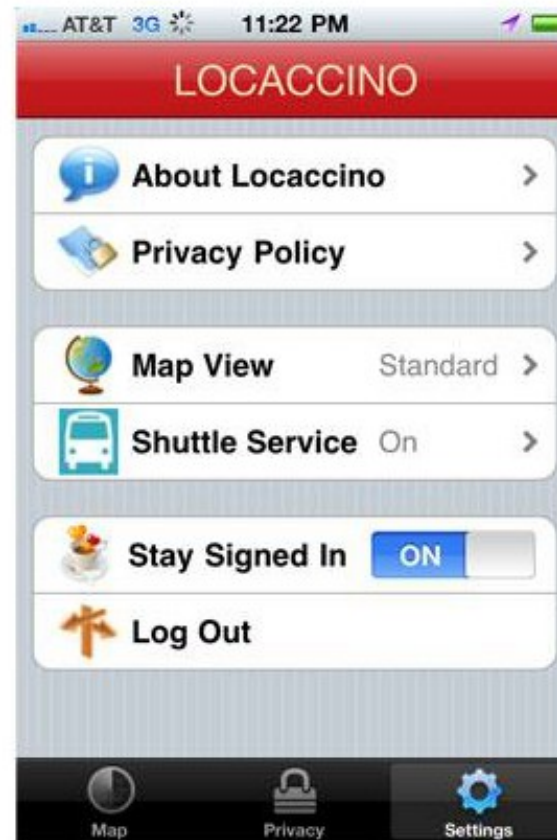 AT&T 3G 11:22 PM
LOCACCINO
About Locaccino
Privacy Policy
Map View Standard
Shuttle Service On
Stay Signed In ON
Log Out
Map Privacy Settings